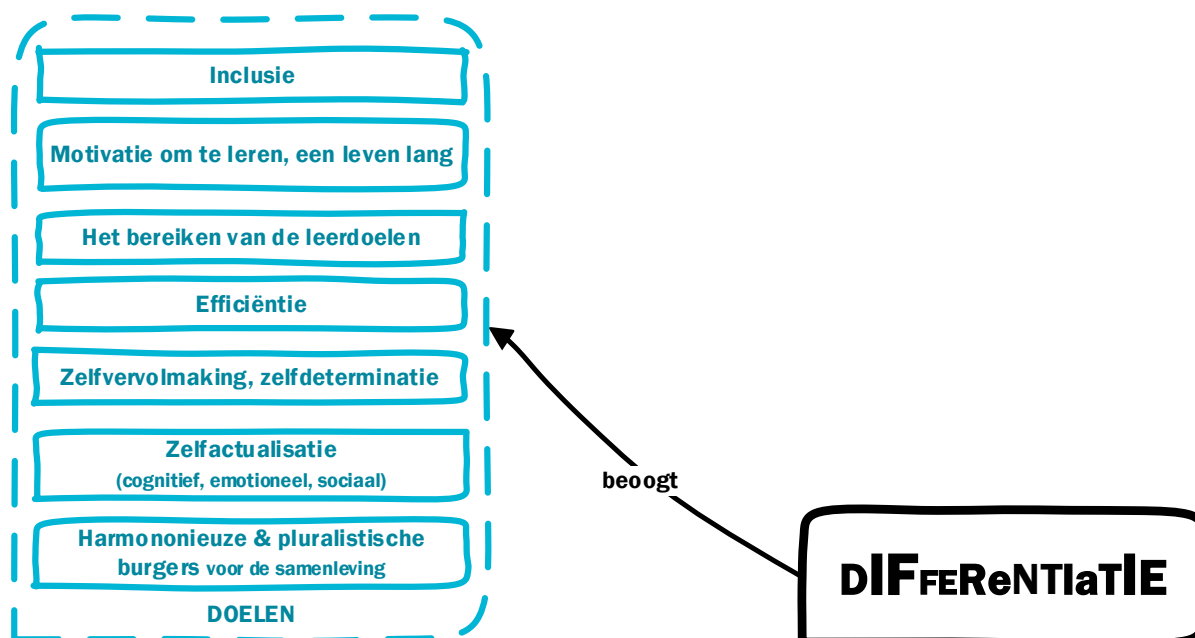 Inclusie
Motivatie om te leren, een leven lang
Het bereiken van de leerdoelen
Efficiëntie
Zelfvervolmaking, zelfdeterminatie
Zelfactualisatie
(cognitief, emotioneel, sociaal)
Harmononieuze & pluralistische
burgers voor de samenleving
DOELEN
beoogt
DIFFEReNTIaTIE